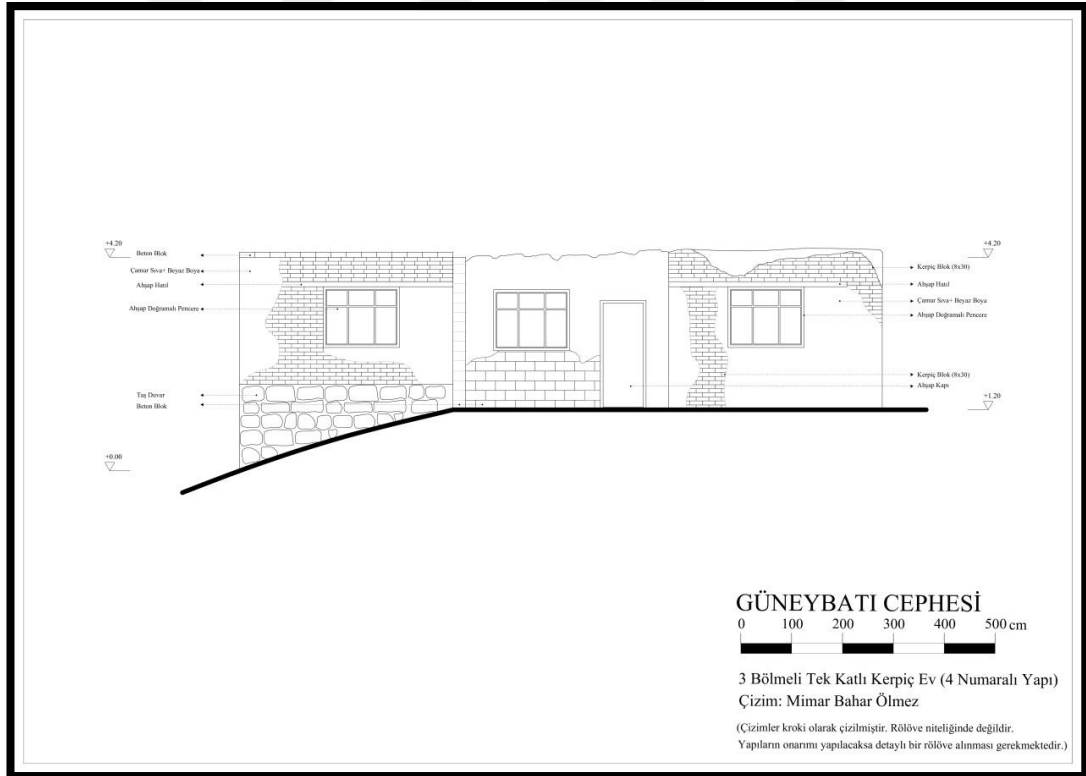 +4.20
Beton Blok
Çamur Sıva+ Beyaz Boya
Ahşap Hatıl
Ahşap Doğramalı Pencere
Taş Duvar
Beton Blok
+0.00
+4.20
Kerpiç Blok (8x30)
Ahşap Hatıl
Çamur Sıva+ Beyaz Boya
Ahşap Doğramalı Pencere
Kerpiç Blok (8x30)
Ahşap Kapı
+1.20
GÜNEYBATI CEPHESİ
0 100 200 300 400 500 cm
3 Bölmeli Tek Katlı Kerpiç Ev (4 Numaralı Yapı)
Çizim: Mimar Bahar Ölmez
(Çizimler kroki olarak çizilmiştir. Rölöve niteliğinde değildir.
Yapıların onarımı yapılacaksa detaylı bir rölöve alınması gerekmektedir.)